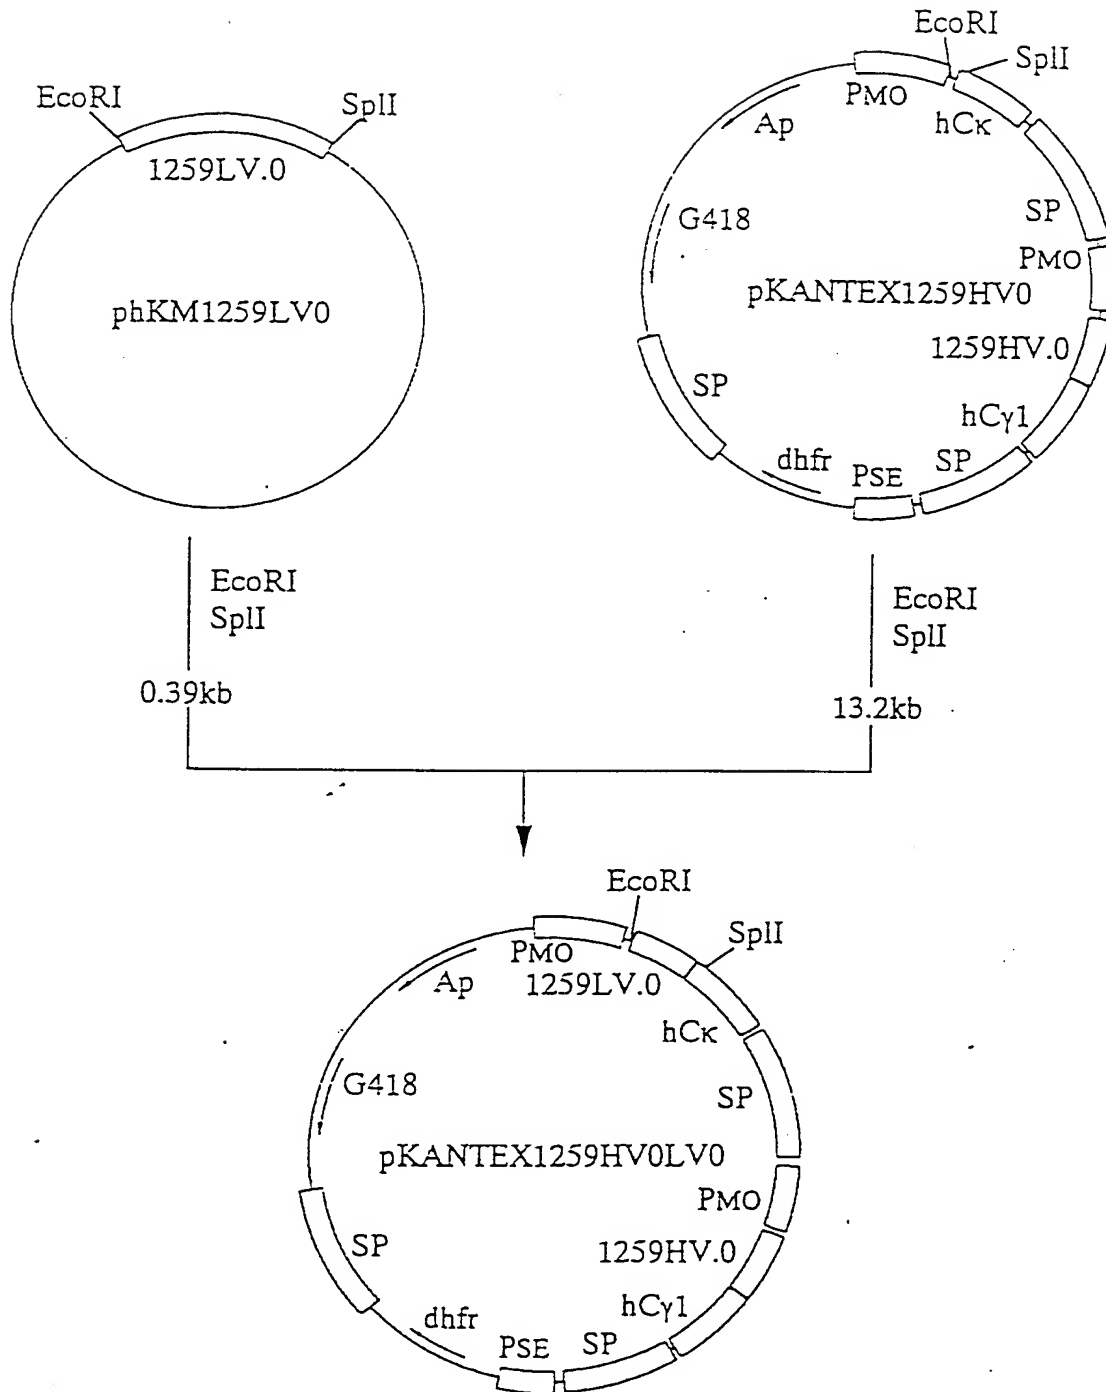 EcoRI
SplI
1259LV.0
phKM1259LV0
EcoRI
SplI
0.39kb
EcoRI
SplI
PMO
hCκ
Ap
SP
G418
PMO
pKANTEX1259HV0
1259HV.0
SP
hCγ1
dhfr
PSE
SP
EcoRI
SplI
13.2kb
EcoRI
SplI
PMO
1259LV.0
Ap
hCκ
G418
SP
pKANTEX1259HV0LV0
PMO
1259HV.0
SP
hCγ1
dhfr
PSE
SP